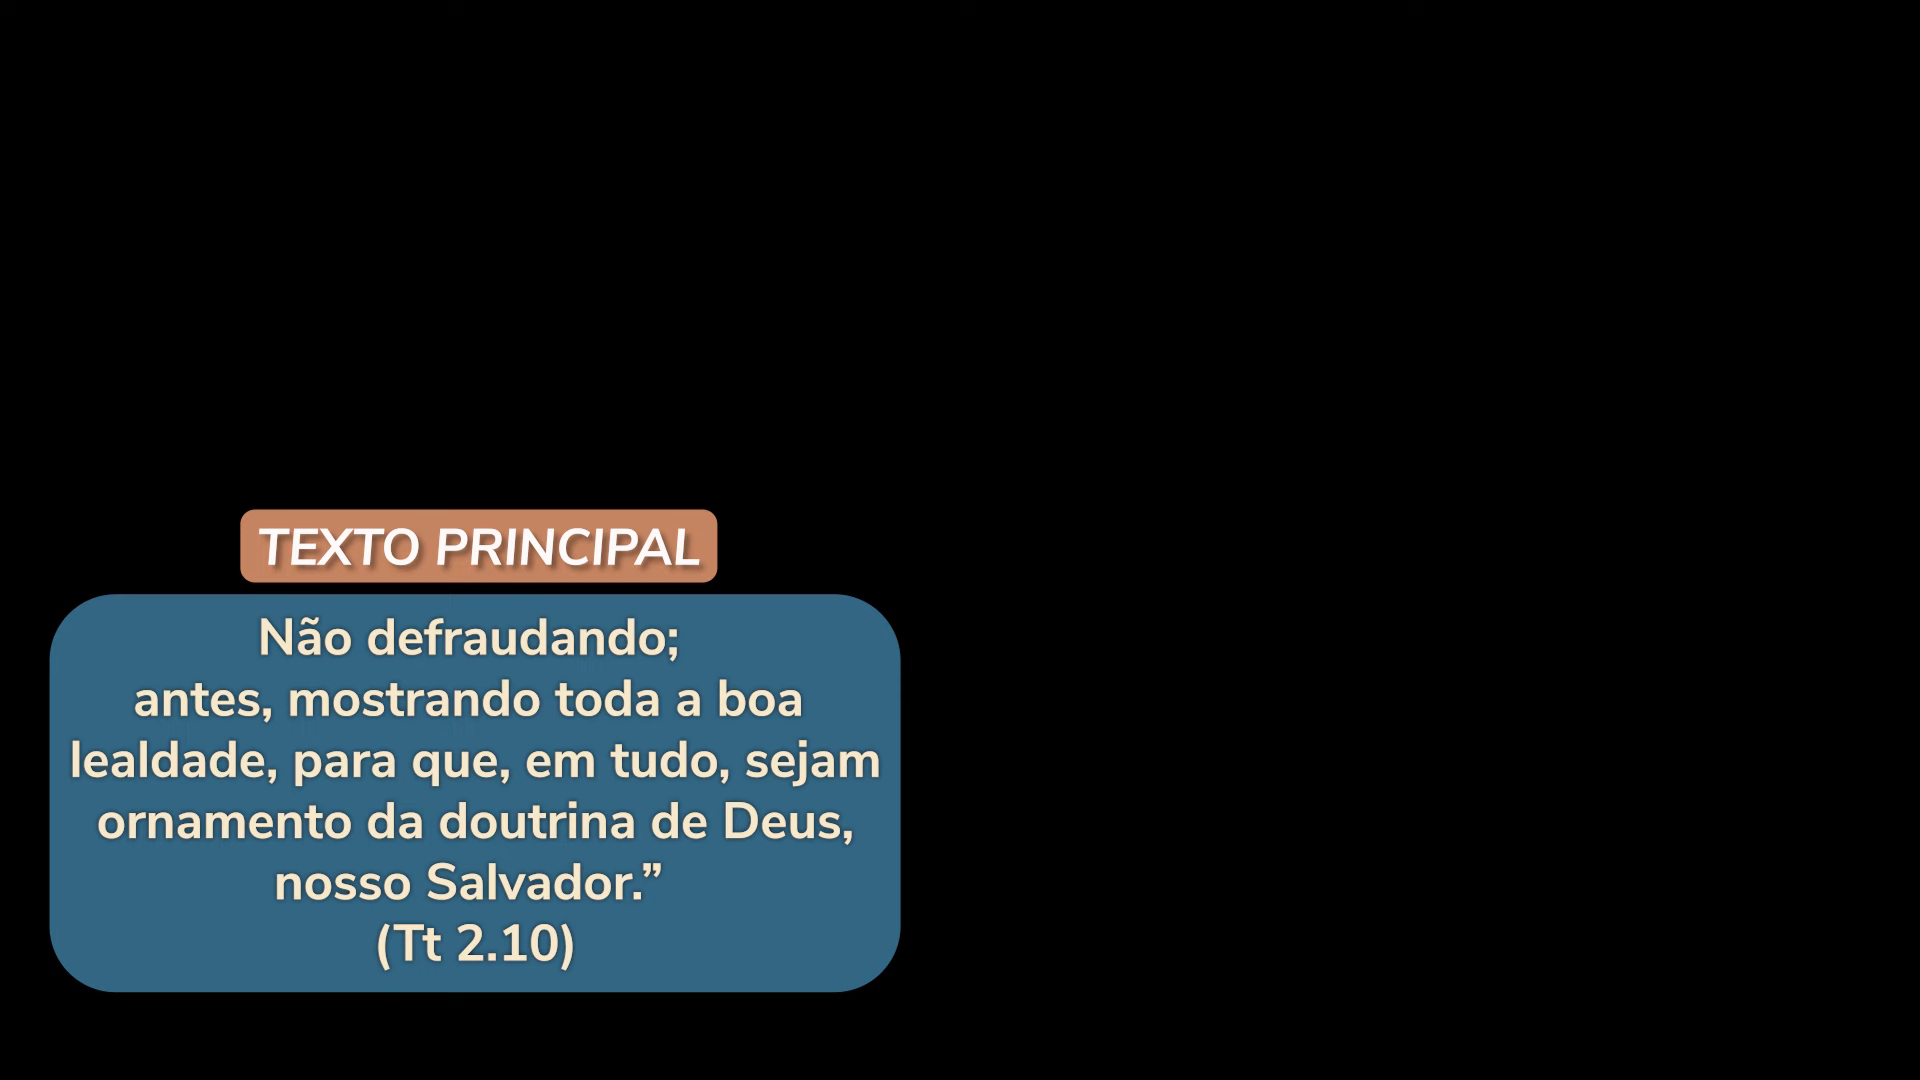 TEXTO PRINCIPAL
Não defraudando;
antes, mostrando toda a boa
lealdade, para que, em tudo, sejam
ornamento da doutrina de Deus,
nosso Salvador.”
(Tt 2.10)